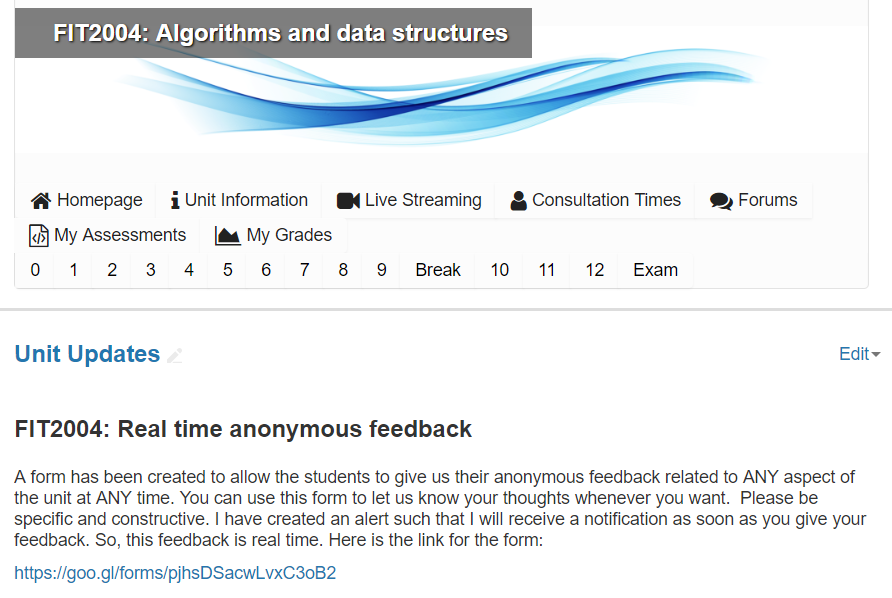 FIT2004: Algorithms and data structures
Homepage Unit Information Live Streaming Consultation Times Forums
My Assessments My Grades
0 1 2 3 4 5 6 7 8 9 Break 10 11 12 Exam
Unit Updates Edit
FIT2004: Real time anonymous feedback
A form has been created to allow the students to give us their anonymous feedback related to ANY aspect of
the unit at ANY time. You can use this form to let us know your thoughts whenever you want.  Please be
specific and constructive. I have created an alert such that I will receive a notification as soon as you give your
feedback. So, this feedback is real time. Here is the link for the form:
https://goo.gl/forms/pjhsDSacwLvxC3oB2